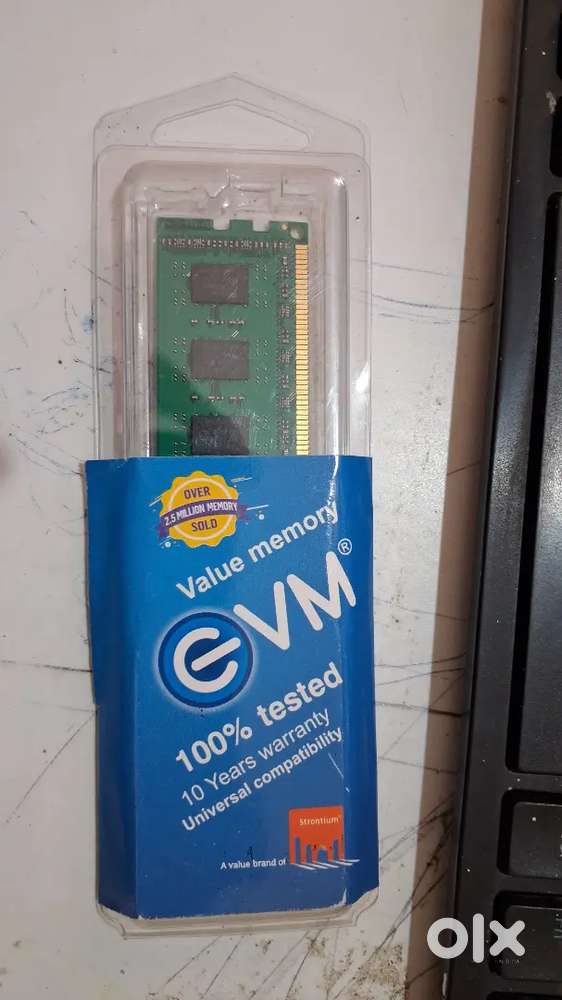 OVER
2.5 MILLION MEMORY
SOLD
Value memory
eVM®
100% tested
10 Years warranty
Universal compatibility
Strontium
A value brand of
olx
INDIA